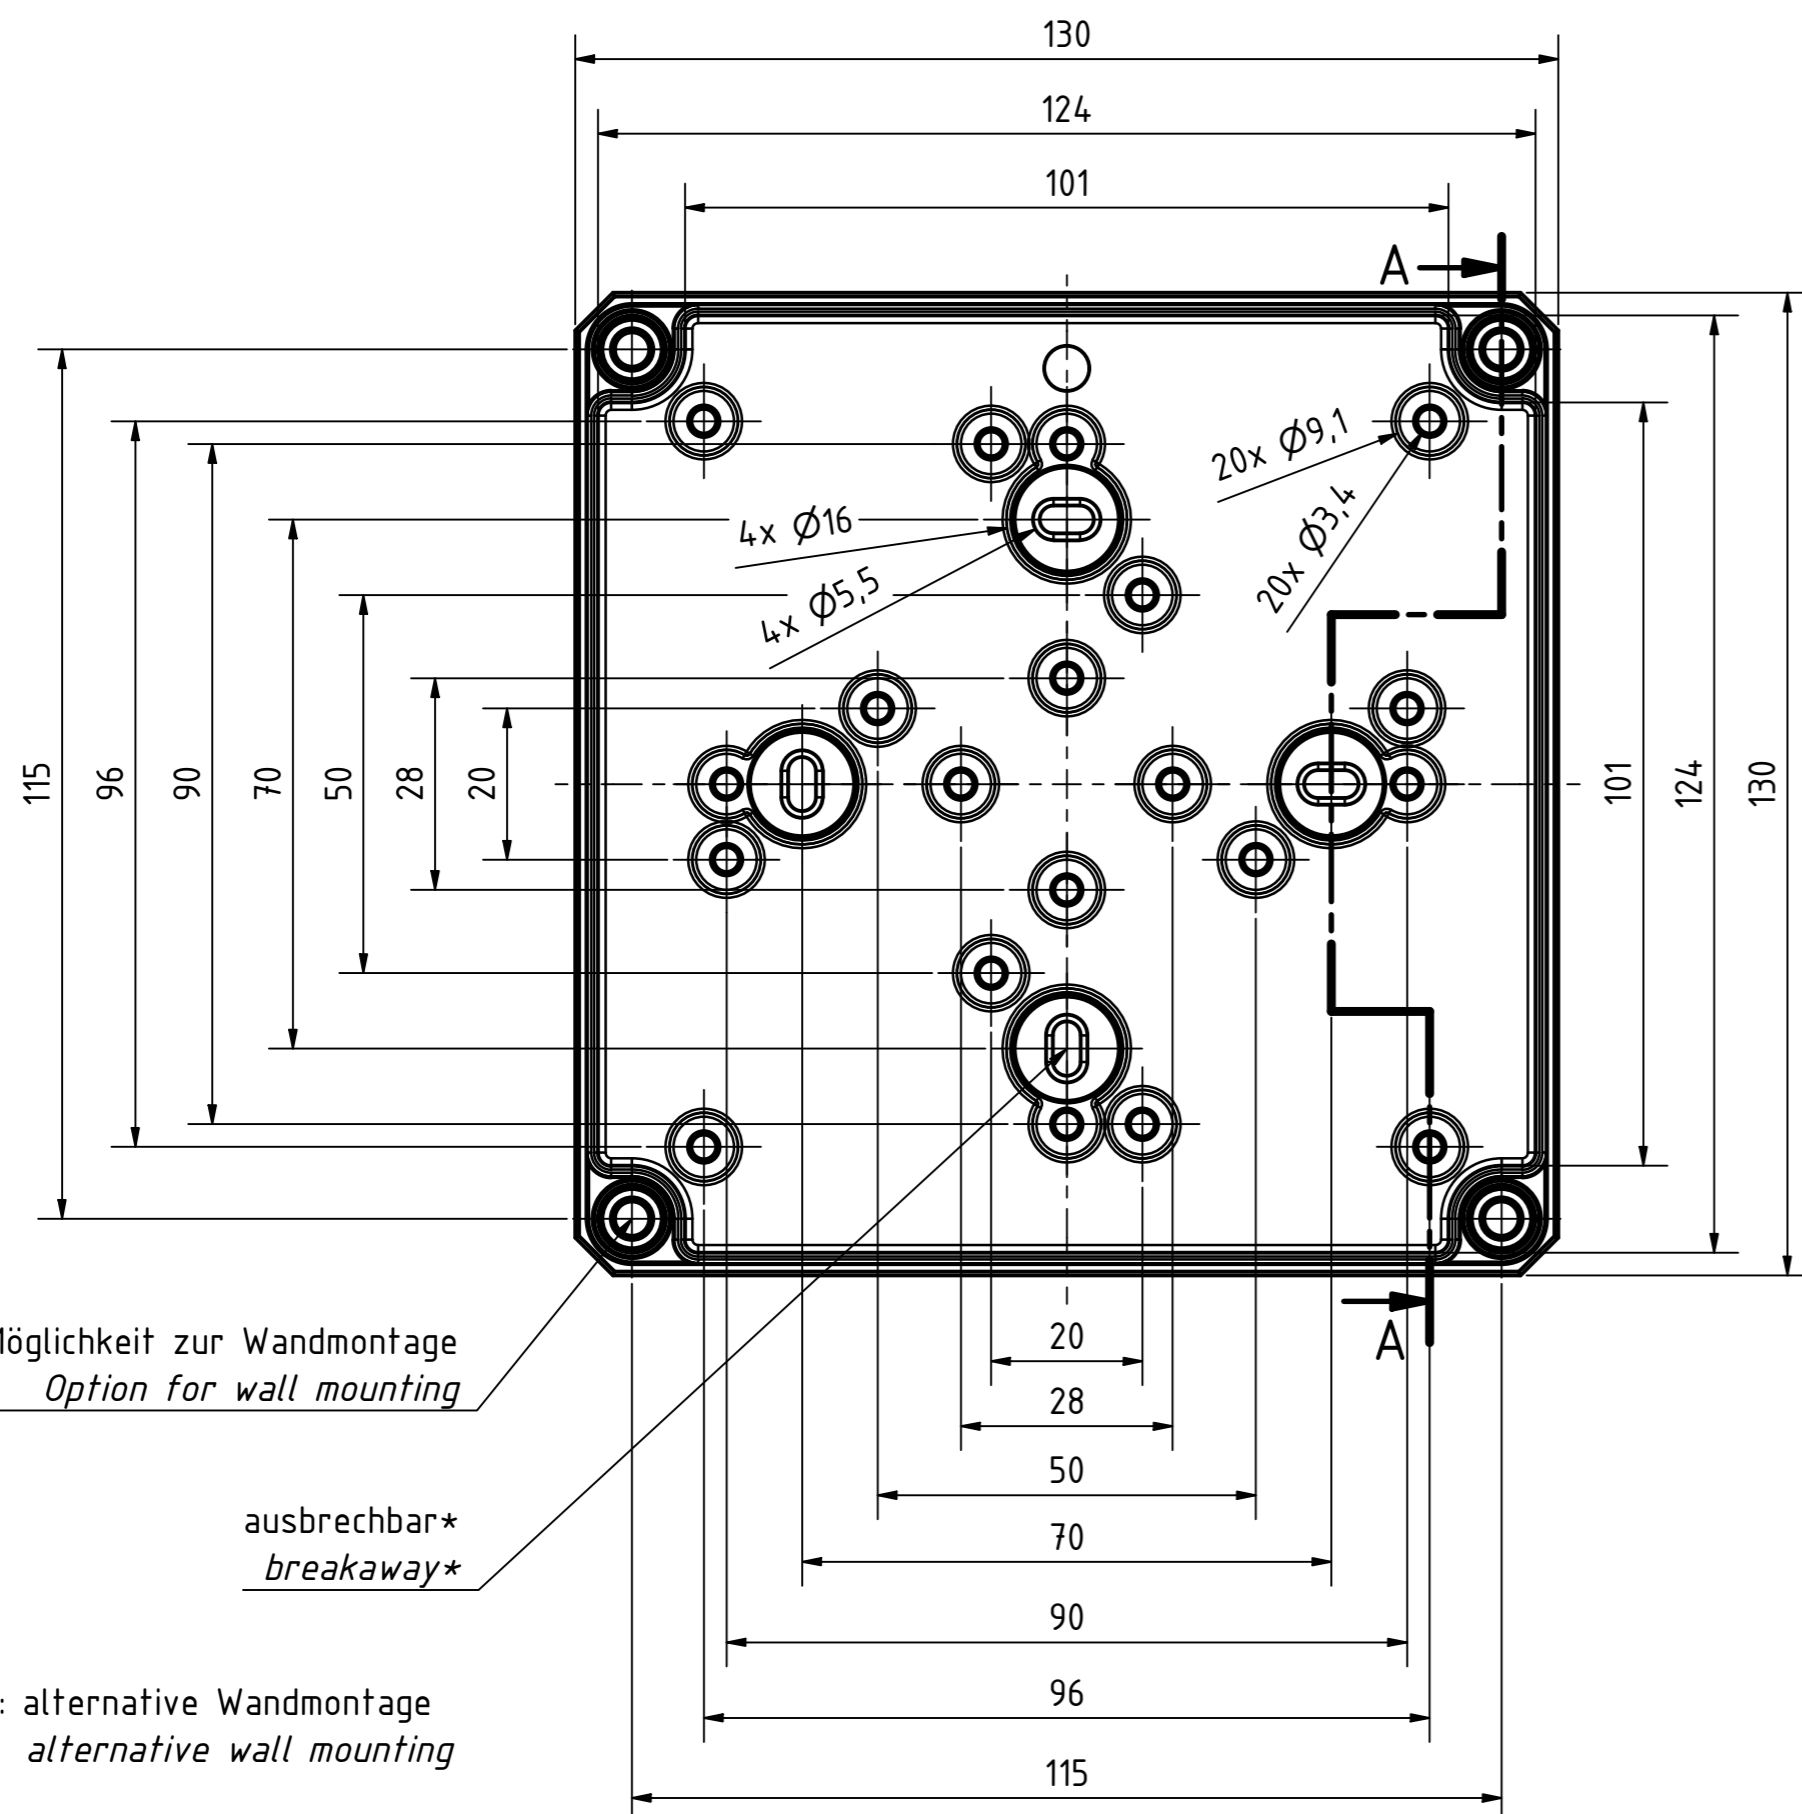 130
124
101
A
20x Ø9,1
20x Ø3,4
4x Ø16
4x Ø5,5
115
96
90
70
50
28
20
101
124
130
A
Möglichkeit zur Wandmontage
Option for wall mounting
20
28
50
ausbrechbar*
breakaway*
70
90
: alternative Wandmontage
alternative wall mounting
96
115